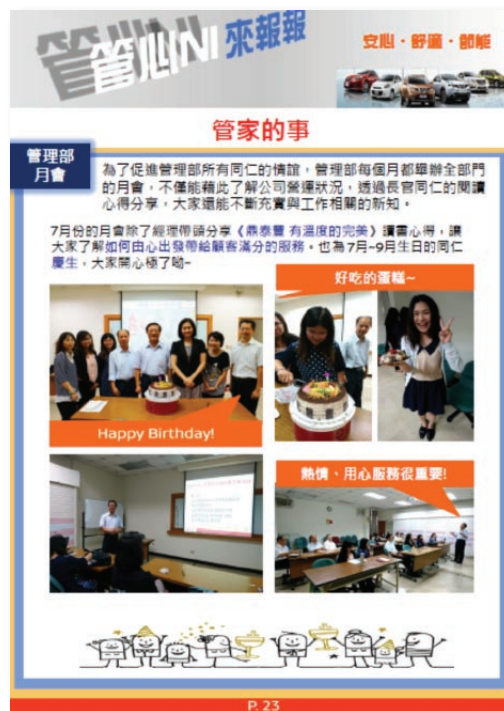 管心NI 來報報
安心·舒適·節能
管家的事
管理部
月會
為了促進管理部所有同仁的情誼，管理部每個月都舉辦全部門
的月會，不僅能藉此了解公司營運狀況，透過長官同仁的閱讀
心得分享，大家還能不斷充實與工作相關的新知。
7月份的月會除了經理帶頭分享《鼎泰豐 有溫度的完美》讀書心得，讓
大家了解如何由心出發帶給顧客滿分的服務。也為7月~9月生日的同仁
慶生，大家開心極了呦~
好吃的蛋糕~
Happy Birthday!
熱情、用心服務很重要!
P. 23